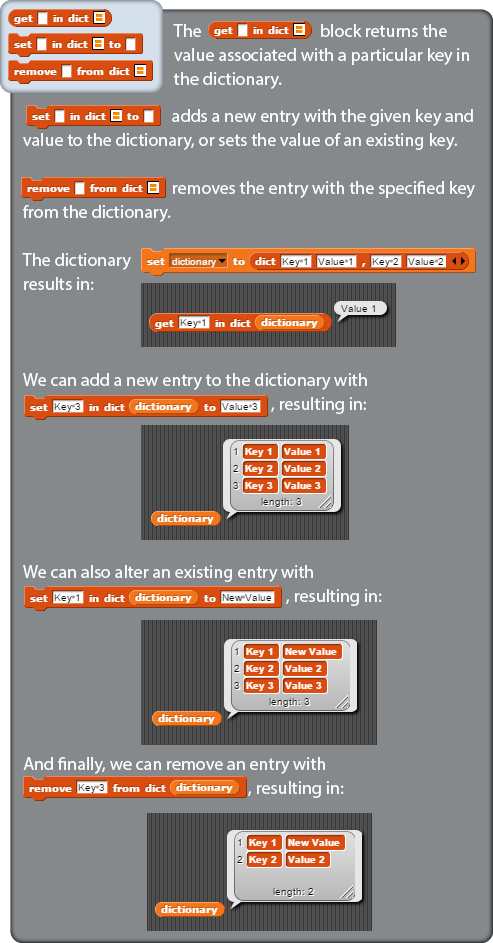 get in dict
set in dict to
remove from dict
The get in dict block returns the
value associated with a particular key in
the dictionary.
set in dict to adds a new entry with the given key and
value to the dictionary, or sets the value of an existing key.
remove from dict removes the entry with the specified key
from the dictionary.
The dictionary set dictionary to dict Key 1 Value 1 , Key 2 Value 2
results in:
Value 1
get Key 1 in dict dictionary
We can add a new entry to the dictionary with
set Key 3 in dict dictionary to Value 3 , resulting in:
1 Key 1 Value 1
2 Key 2 Value 2
3 Key 3 Value 3
length: 3
dictionary
We can also alter an existing entry with
set Key 1 in dict dictionary to New Value , resulting in:
1 Key 1 New Value
2 Key 2 Value 2
3 Key 3 Value 3
length: 3
dictionary
And finally, we can remove an entry with
remove Key 3 from dict dictionary , resulting in:
1 Key 1 New Value
2 Key 2 Value 2
length: 2
dictionary